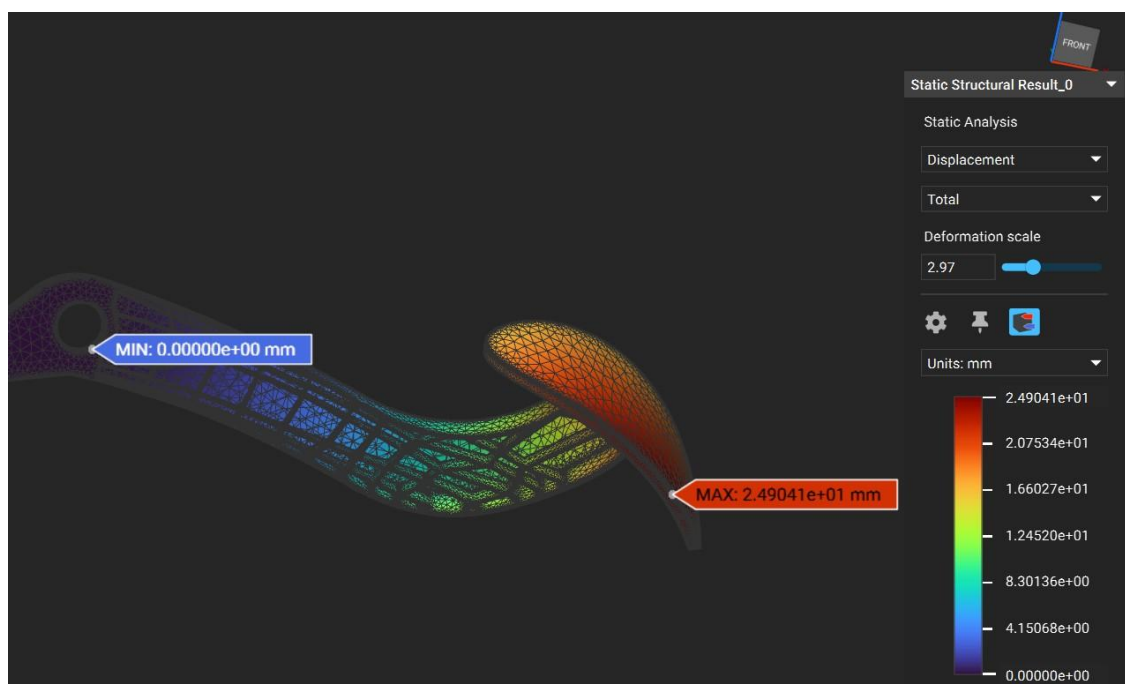 FRONT
Static Structural Result_0
Static Analysis
Displacement
Total
Deformation scale
2.97
Units: mm
2.49041e+01
2.07534e+01
1.66027e+01
1.24520e+01
8.30136e+00
4.15068e+00
0.00000e+00
MIN: 0.00000e+00 mm
MAX: 2.49041e+01 mm